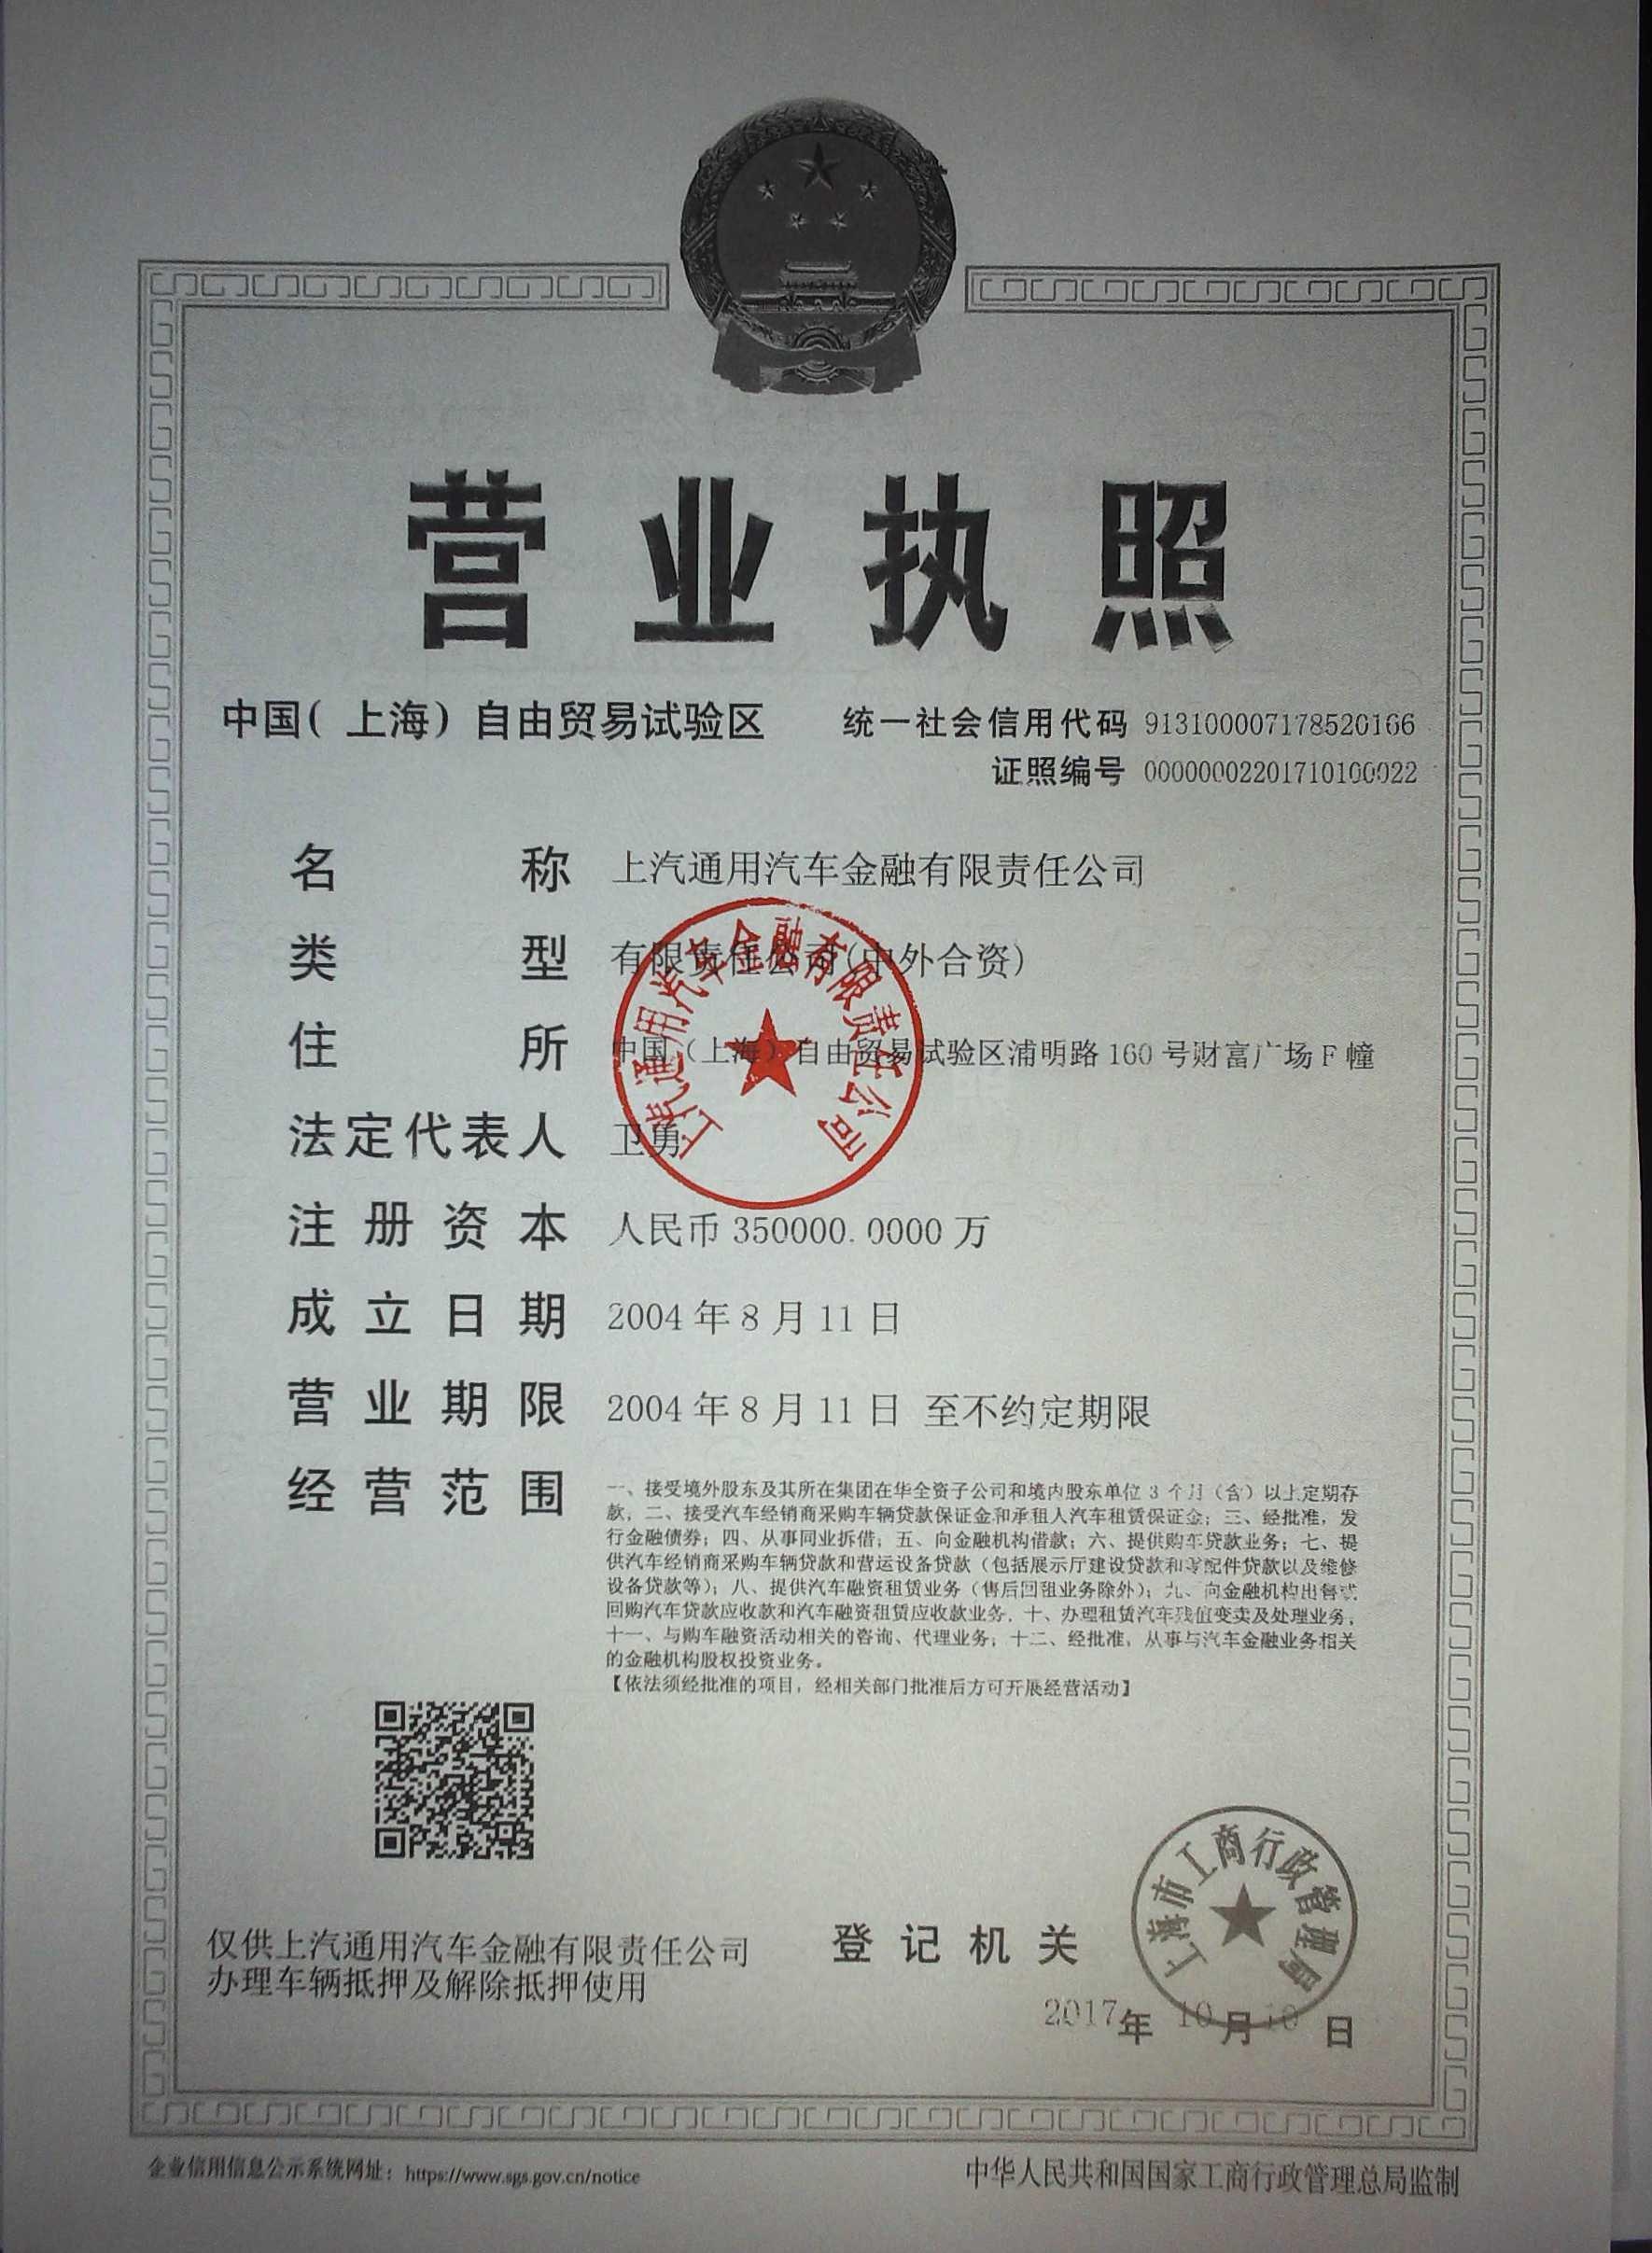 营业执照
中国(上海)自由贸易试验区
统一社会信用代码 913100007178520166
证照编号 00000002201710100022
名称 上汽通用汽车金融有限责任公司
类型 有限责任公司(中外合资)
住所 中国(上海)自由贸易试验区浦明路160号财富广场F幢
法定代表人 卫勇
注册资本 人民币350000.0000万
成立日期 2004年8月11日
营业期限 2004年8月11日 至不约定期限
经营范围 一、接受境外股东及其所在集团在华全资子公司和境内股东单位3个月(含)以上定期存
款;二、接受汽车经销商采购车辆贷款保证金和承租人汽车租赁保证金;三、经批准,发
行金融债券;四、从事同业拆借;五、向金融机构借款;六、提供购车贷款业务;七、提
供汽车经销商采购车辆贷款和营运设备贷款(包括展示厅建设贷款和零配件贷款以及维修
设备贷款等);八、提供汽车融资租赁业务(售后回租业务除外);九、向金融机构出售或
回购汽车贷款应收款和汽车融资租赁应收款业务;十、办理租赁汽车残值变卖及处理业务;
十一、与购车融资活动相关的咨询、代理业务;十二、经批准,从事与汽车金融业务相关
的金融机构股权投资业务。
【依法须经批准的项目,经相关部门批准后方可开展经营活动】
上汽通用汽车金融有限责任公司
仅供上汽通用汽车金融有限责任公司
办理车辆抵押及解除抵押使用
登记机关
上海市工商行政管理局
2017年10月10日
企业信用信息公示系统网址:https://www.sgs.gov.cn/notice
中华人民共和国国家工商行政管理总局监制